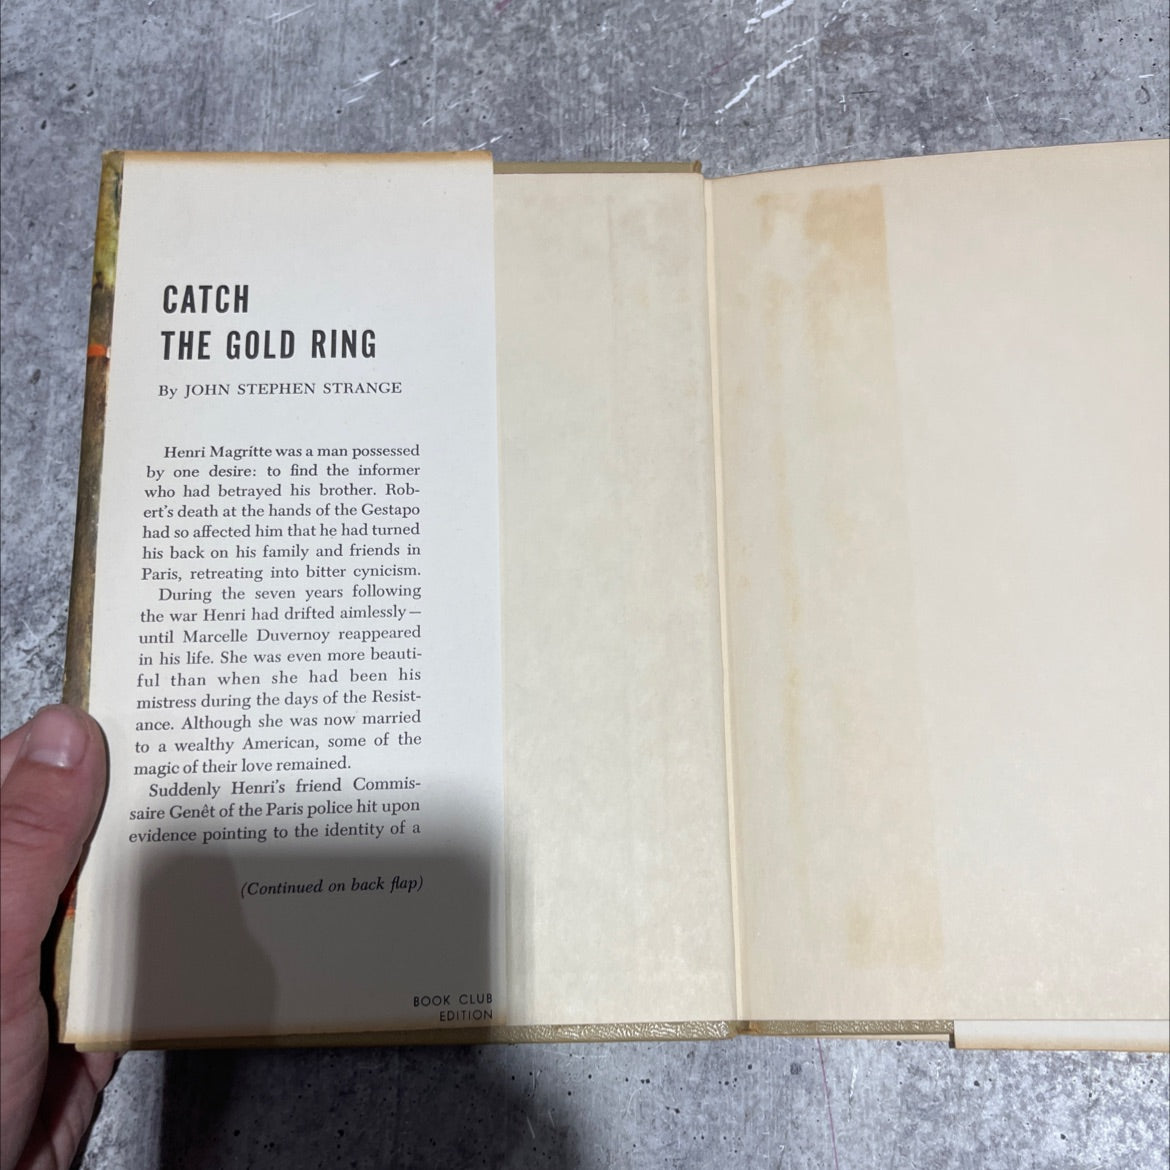 CATCH
THE GOLD RING
By JOHN STEPHEN STRANGE
Henri Magritte was a man possessed
by one desire: to find the informer
who had betrayed his brother. Rob-
ert's death at the hands of the Gestapo
had so affected him that he had turned
his back on his family and friends in
Paris, retreating into bitter cynicism.
During the seven years following
the war Henri had drifted aimlessly—
until Marcelle Duvernoy reappeared
in his life. She was even more beauti-
ful than when she had been his
mistress during the days of the Resist-
ance. Although she was now married
to a wealthy American, some of the
magic of their love remained.
Suddenly Henri's friend Commis-
saire Genêt of the Paris police hit upon
evidence pointing to the identity of a
(Continued on back flap)
BOOK CLUB
EDITION